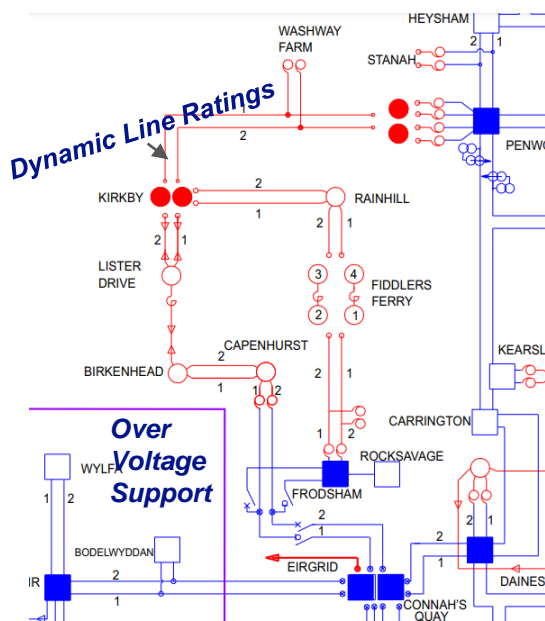 HEYSHAM
2 1
WASHWAY
FARM
STANAH
Dynamic Line Ratings
1
2
PENWO
KIRKBY
2
1
RAINHILL
2 1
2 1
LISTER
DRIVE
3 4
FIDDLERS
FERRY
2 1
CAPENHURST
2
1
BIRKENHEAD
1 2
2 1
KEARSL
CARRINGTON
1 2
Over
Voltage
Support
WYLFA
1 2
ROCKSAVAGE
FRODSHAM
2
1
2 1
BODELWYDDAN
EIRGRID
2
1
IR
2
1
DAINES
CONNAH'S
QUAY